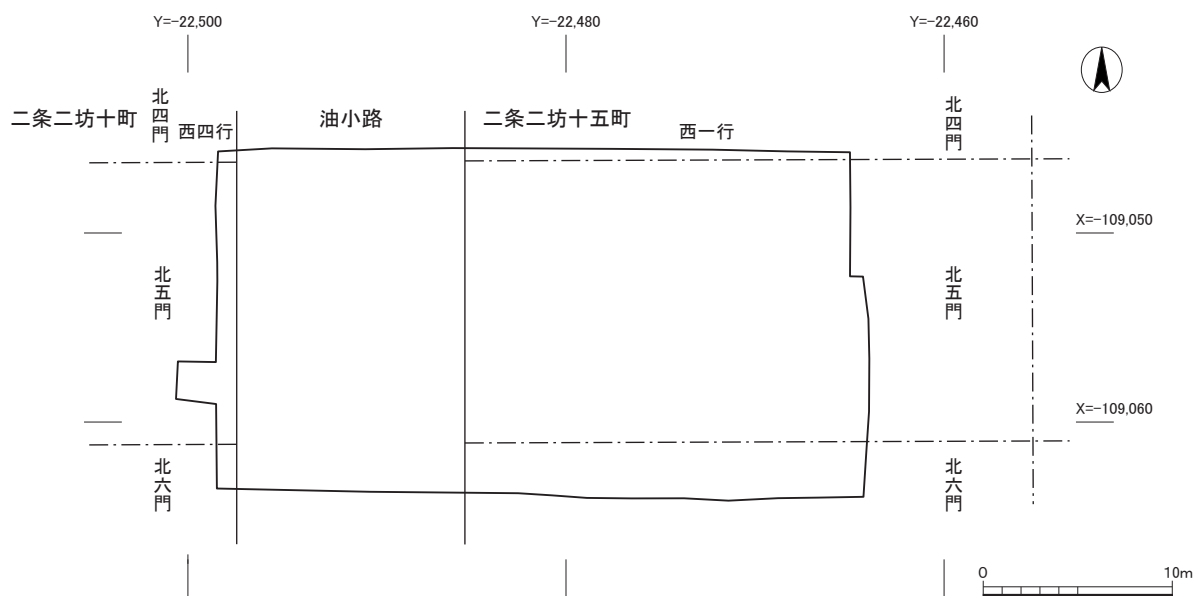 Y=-22,500
Y=-22,480
Y=-22,460
二条二坊十町
北四門
西四行
油小路
二条二坊十五町
西一行
北四門
X=-109,050
北五門
北五門
X=-109,060
北六門
北六門
0
10m